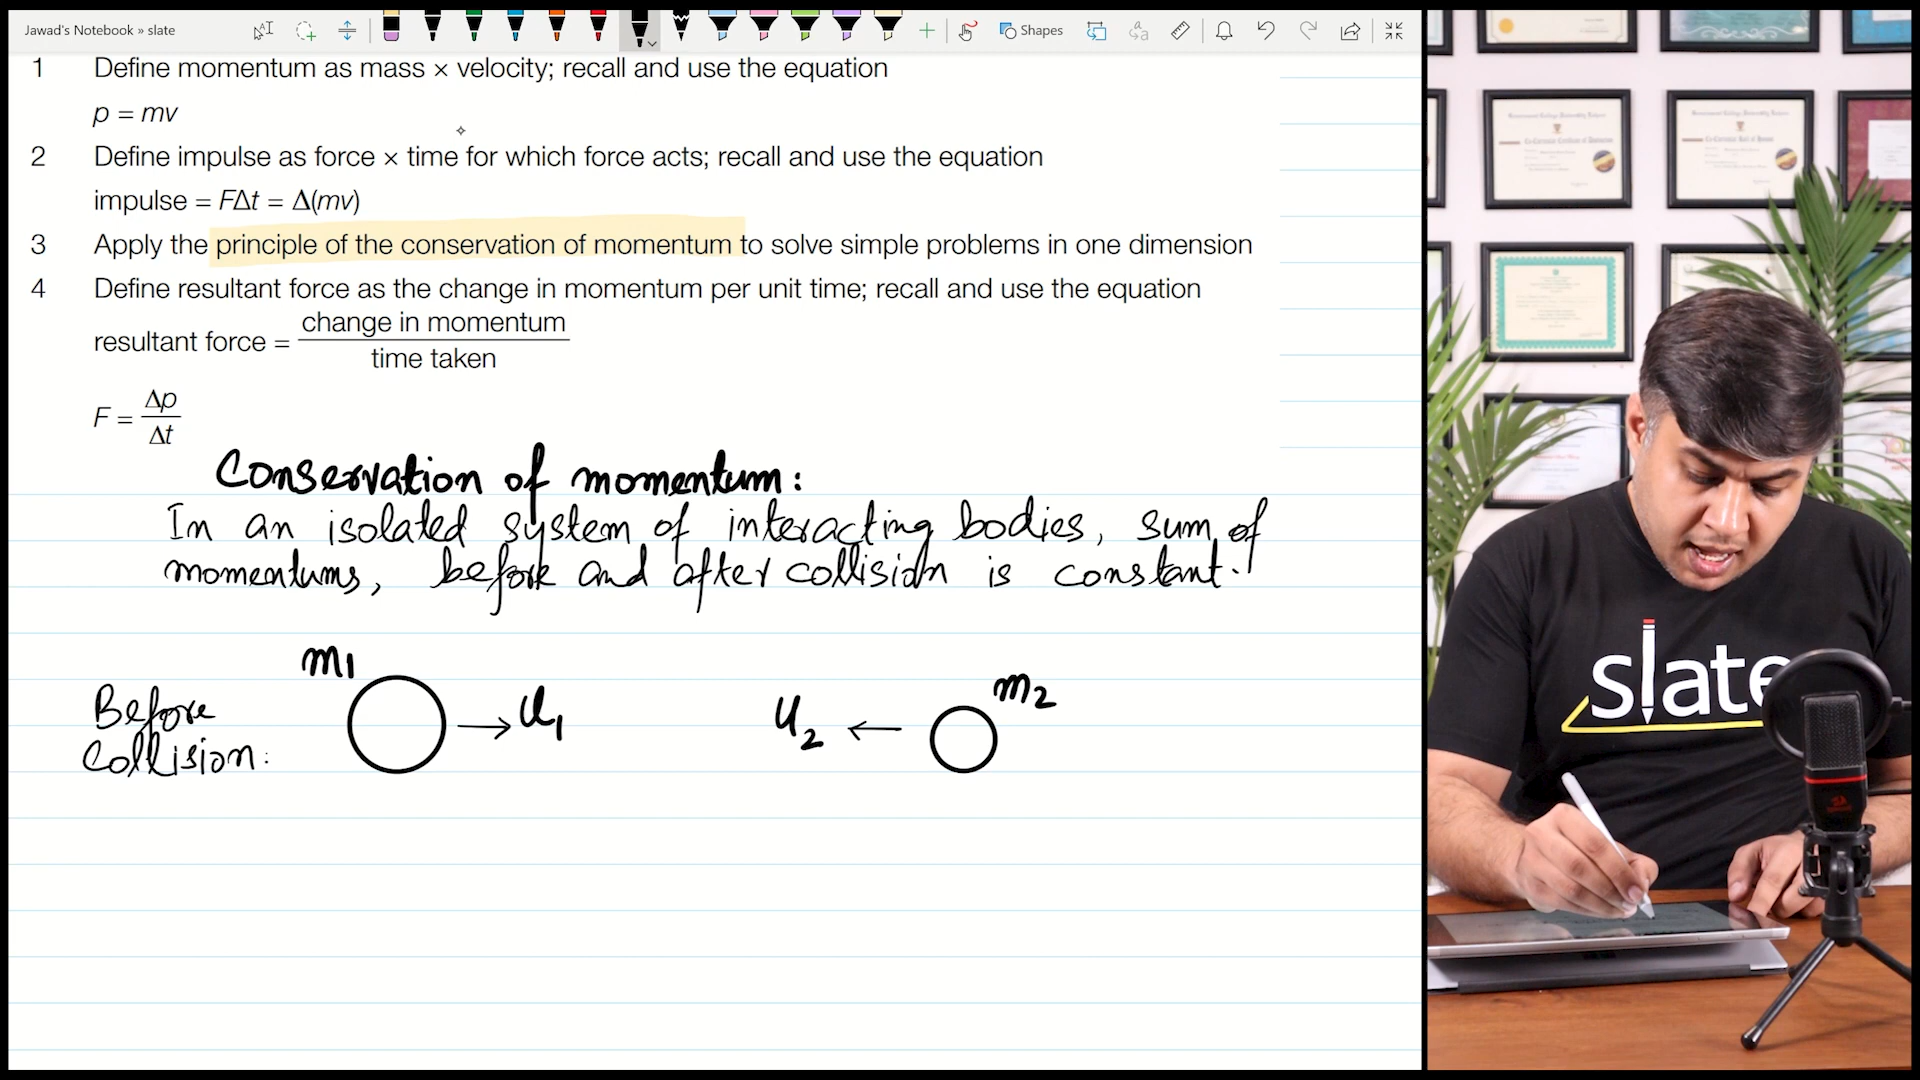 Jawad's Notebook » slate
Shapes
1 Define momentum as mass × velocity; recall and use the equation
p = mv
2 Define impulse as force × time for which force acts; recall and use the equation
impulse = FΔt = Δ(mv)
3 Apply the principle of the conservation of momentum to solve simple problems in one dimension
4 Define resultant force as the change in momentum per unit time; recall and use the equation
resultant force = change in momentum
time taken
F = Δp
Δt
Conservation of momentum:
In an isolated system of interacting bodies, sum of
momentums, before and after collision is constant.
Before
Collision:
m1
U1
U2
m2
slate